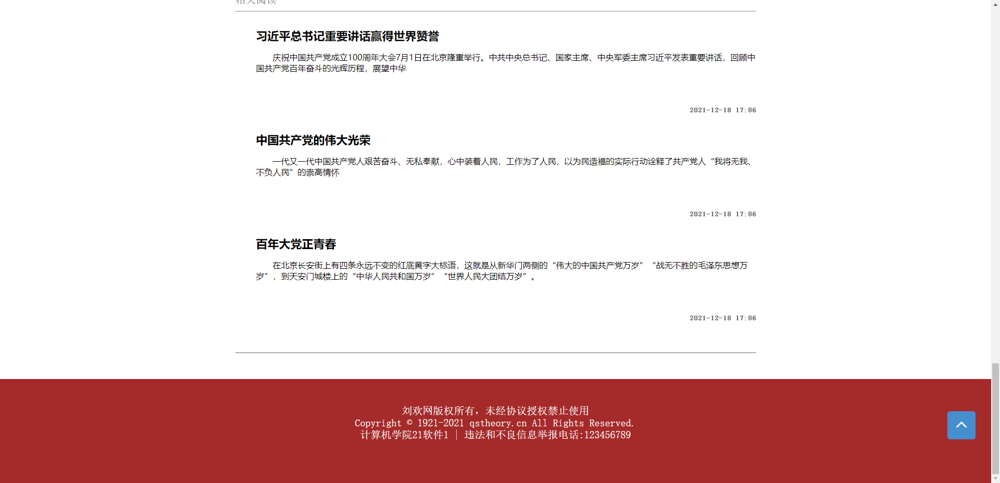 相关阅读
习近平总书记重要讲话赢得世界赞誉
庆祝中国共产党成立100周年大会7月1日在北京隆重举行。中共中央总书记、国家主席、中央军委主席习近平发表重要讲话，回顾中
国共产党百年奋斗的光辉历程，展望中华
2021-12-18 17:06
中国共产党的伟大光荣
一代又一代中国共产党人艰苦奋斗、无私奉献，心中装着人民，工作为了人民，以为民造福的实际行动诠释了共产党人“我将无我、
不负人民”的崇高情怀
2021-12-18 17:06
百年大党正青春
在北京长安街上有四条永远不变的红底黄字大标语，这就是从新华门两侧的“伟大的中国共产党万岁”“战无不胜的毛泽东思想万
岁”，到天安门城楼上的“中华人民共和国万岁”“世界人民大团结万岁”。
2021-12-18 17:06
刘欢网版权所有，未经协议授权禁止使用
Copyright © 1921-2021 qstheory.cn All Rights Reserved.
计算机学院21软件1 | 违法和不良信息举报电话:123456789